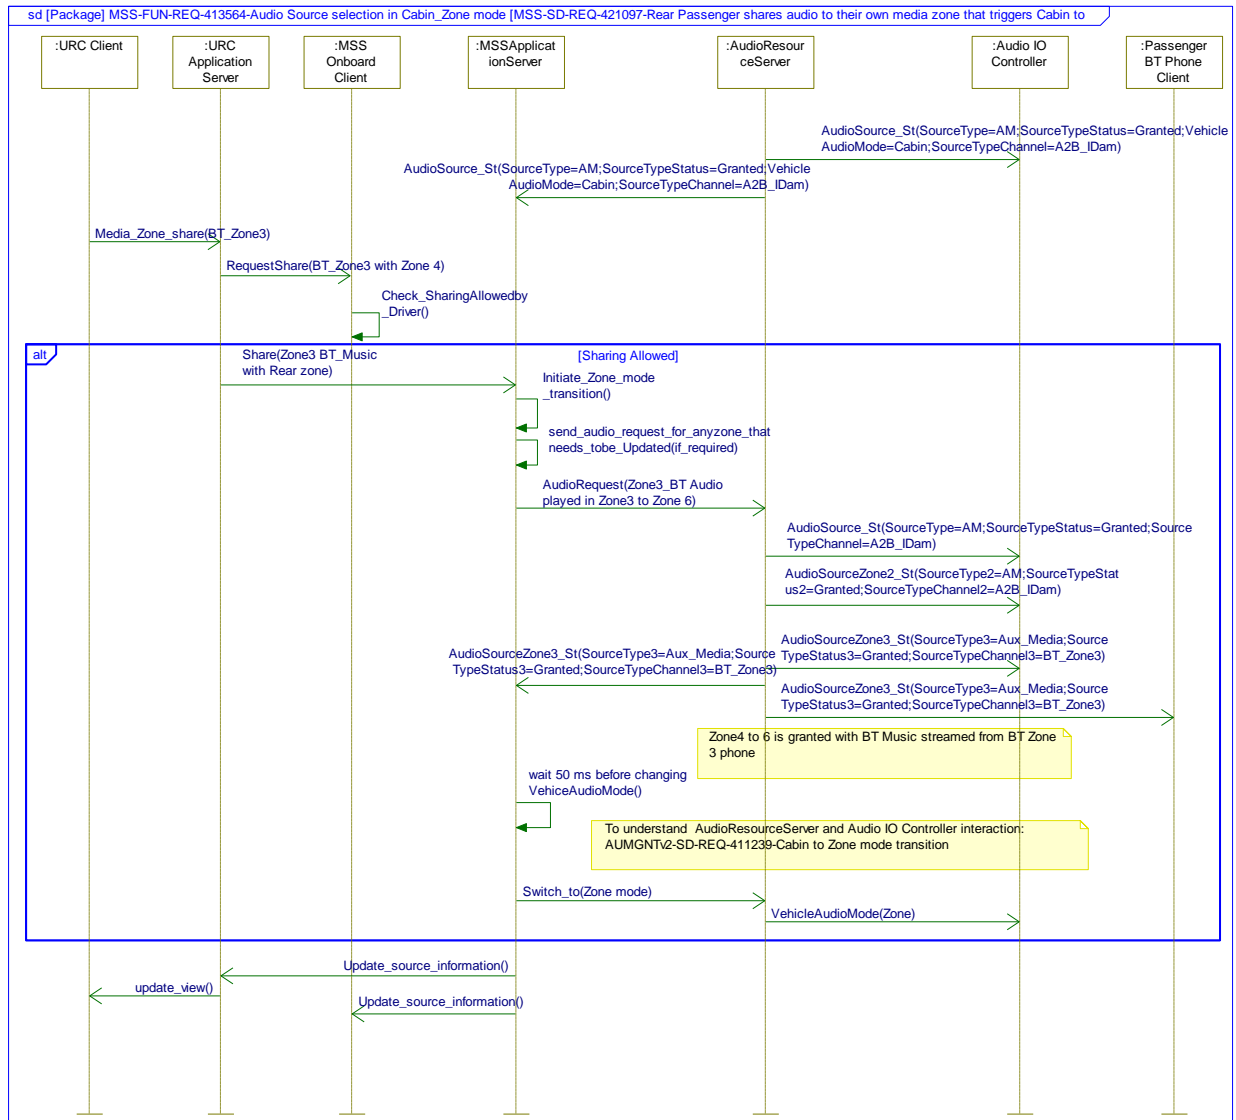 sd [Package] MSS-FUN-REQ-413564-Audio Source selection in Cabin_Zone mode [MSS-SD-REQ-421097-Rear Passenger shares audio to their own media zone that triggers Cabin to
:URC Client
:URC
Application
Server
:MSS
Onboard
Client
:MSSApplicat
ionServer
:AudioResour
ceServer
:Audio IO
Controller
:Passenger
BT Phone
Client
AudioSource_St(SourceType=AM;SourceTypeStatus=Granted;Vehicle
AudioMode=Cabin;SourceTypeChannel=A2B_IDam)
AudioSource_St(SourceType=AM;SourceTypeStatus=Granted;Vehicle
AudioMode=Cabin;SourceTypeChannel=A2B_IDam)
Media_Zone_share(BT_Zone3)
RequestShare(BT_Zone3 with Zone 4)
Check_SharingAllowedby
_Driver()
alt
[Sharing Allowed]
Share(Zone3 BT_Music
with Rear zone)
Initiate_Zone_mode
_transition()
send_audio_request_for_anyzone_that
needs_tobe_Updated(if_required)
AudioRequest(Zone3_BT Audio
played in Zone3 to Zone 6)
AudioSource_St(SourceType=AM;SourceTypeStatus=Granted;Source
TypeChannel=A2B_IDam)
AudioSourceZone2_St(SourceType2=AM;SourceTypeStat
us2=Granted;SourceTypeChannel2=A2B_IDam)
AudioSourceZone3_St(SourceType3=Aux_Media;Source
TypeStatus3=Granted;SourceTypeChannel3=BT_Zone3)
AudioSourceZone3_St(SourceType3=Aux_Media;Source
TypeStatus3=Granted;SourceTypeChannel3=BT_Zone3)
AudioSourceZone3_St(SourceType3=Aux_Media;Source
TypeStatus3=Granted;SourceTypeChannel3=BT_Zone3)
Zone4 to 6 is granted with BT Music streamed from BT Zone
3 phone
wait 50 ms before changing
VehiceAudioMode()
To understand  AudioResourceServer and Audio IO Controller interaction:
AUMGNTv2-SD-REQ-411239-Cabin to Zone mode transition
Switch_to(Zone mode)
VehicleAudioMode(Zone)
Update_source_information()
update_view()
Update_source_information()